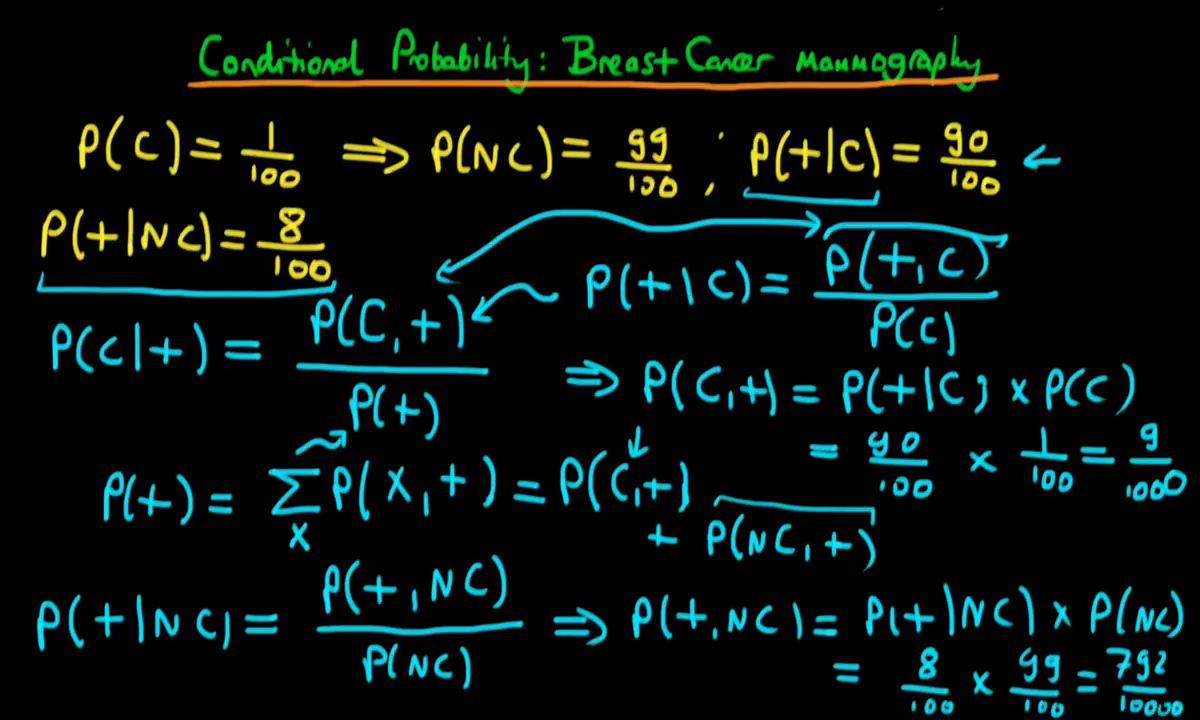 Conditional Probability: Breast Cancer mammography
P(C) = 1/100 ⇒ P(NC) = 99/100 ; P(+|C) = 90/100 ←
P(+|NC) = 8/100
P(+|C) = P(+,C)/P(C)
P(C|+) = P(C,+)/P(+)
⇒ P(C,+) = P(+|C) × P(C)
= 90/100 × 1/100 = 9/1000
P(+) = Σ_X P(X,+) = P(C,+)
+ P(NC,+)
P(+|NC) = P(+,NC)/P(NC) ⇒ P(+,NC) = P(+|NC) × P(NC)
= 8/100 × 99/100 = 792/10000